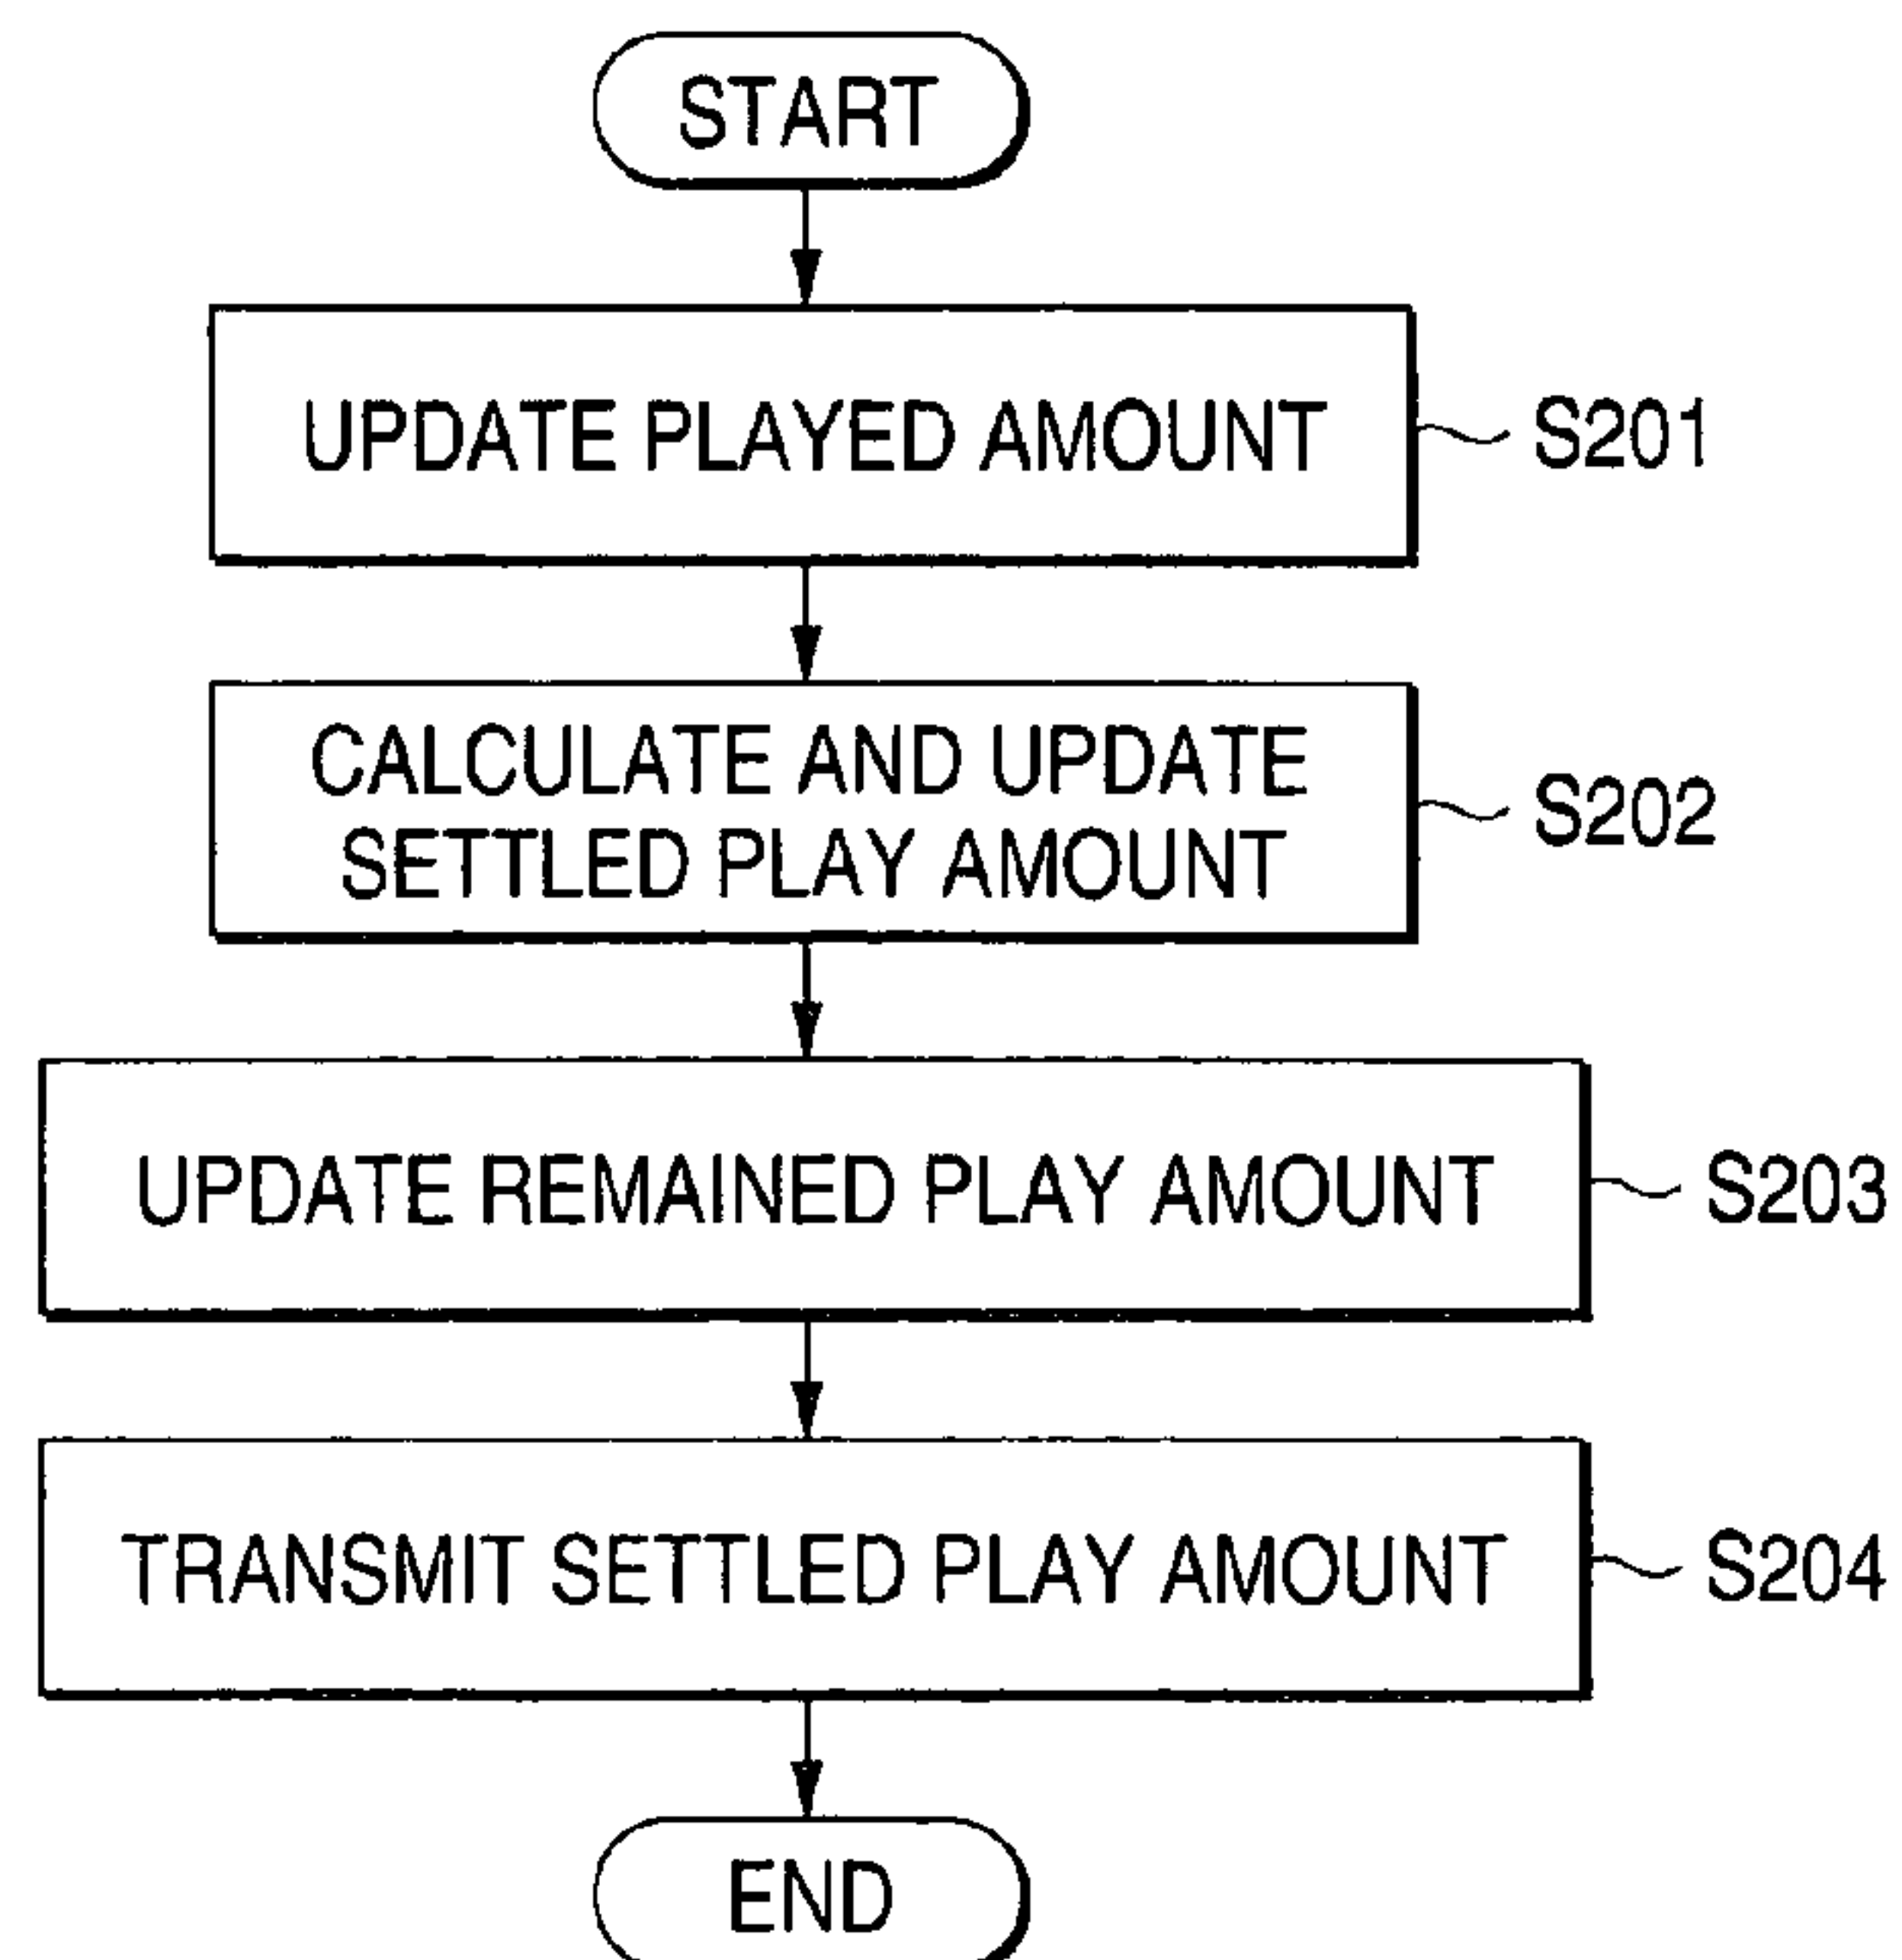 START
UPDATE PLAYED AMOUNT
S201
CALCULATE AND UPDATE
SETTLED PLAY AMOUNT
S202
UPDATE REMAINED PLAY AMOUNT
S203
TRANSMIT SETTLED PLAY AMOUNT
S204
END